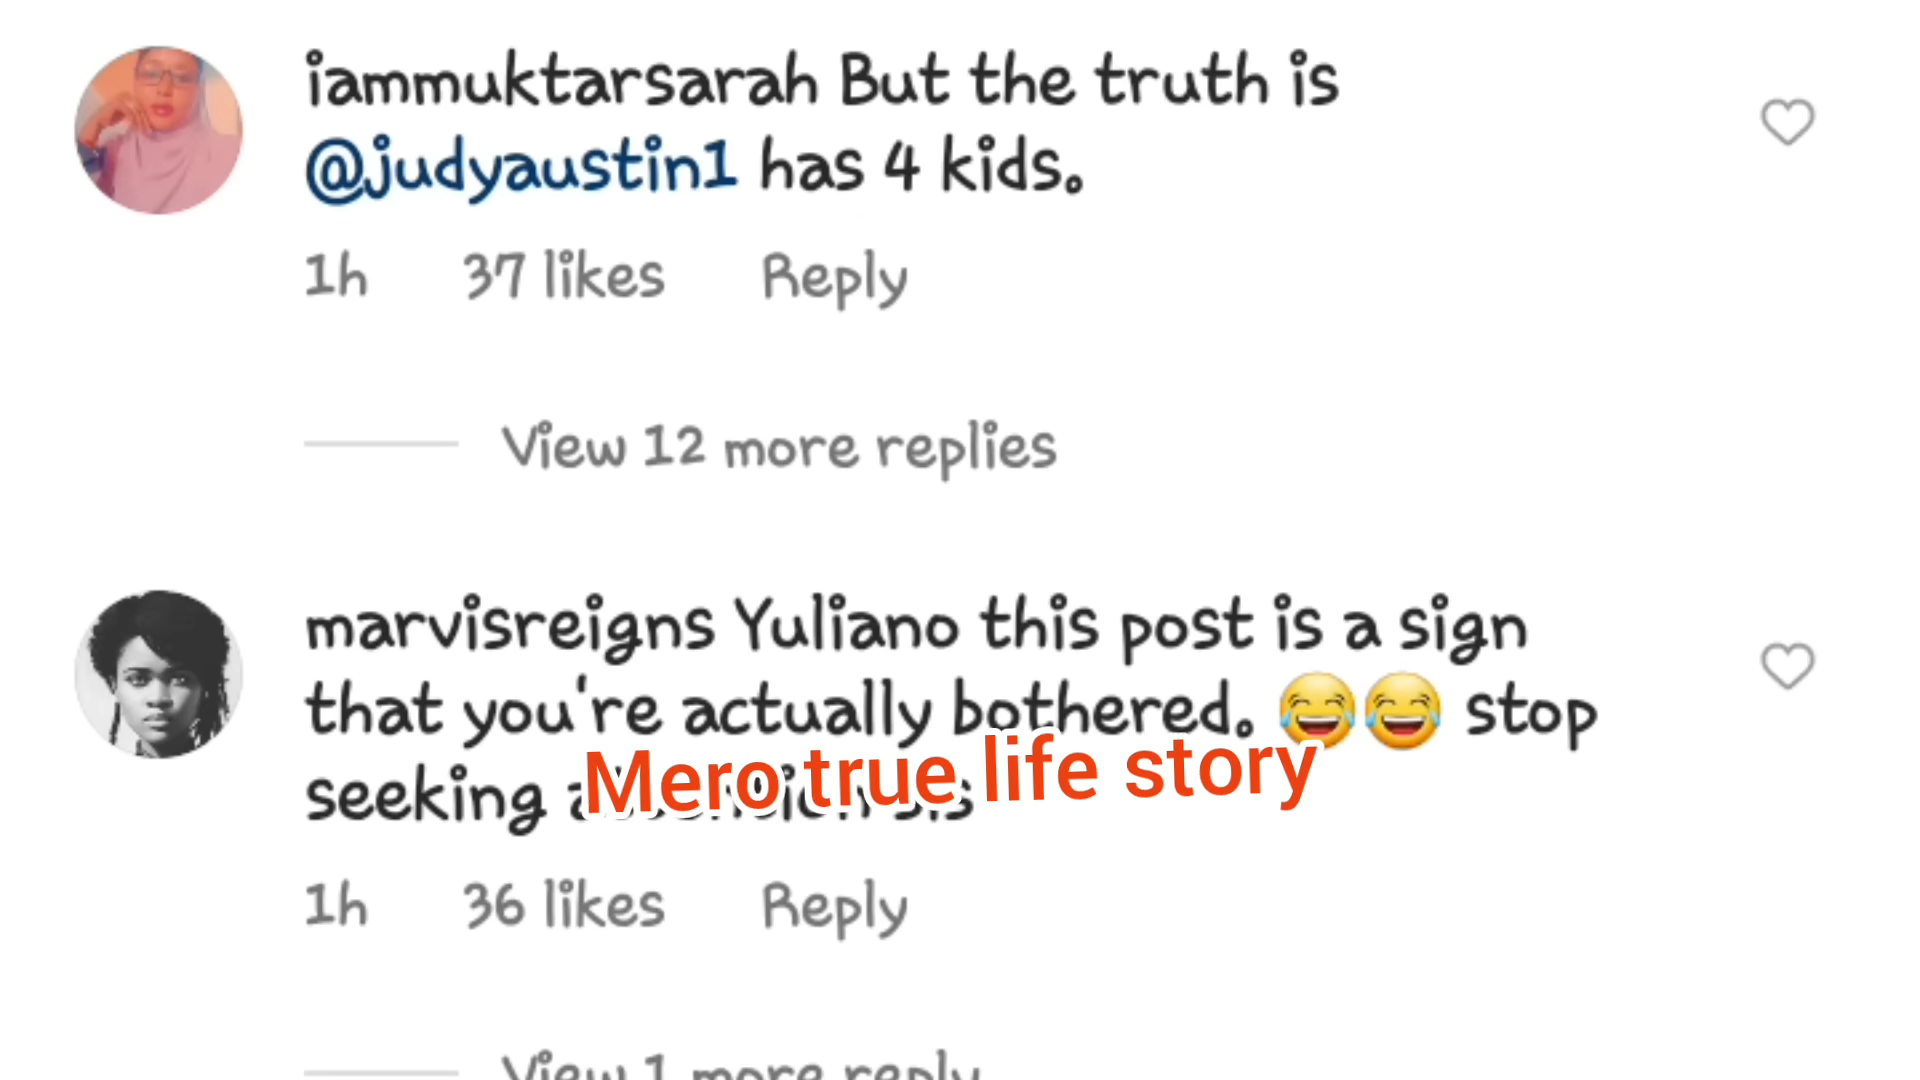 iammuktarsarah But the truth is
@judyaustin1 has 4 kids.
1h 37 likes Reply
View 12 more replies
marvisreigns Yuliano this post is a sign
that you're actually bothered. 😂😂 stop
seeking
Mero true life story
1h 36 likes Reply
View 1 more reply